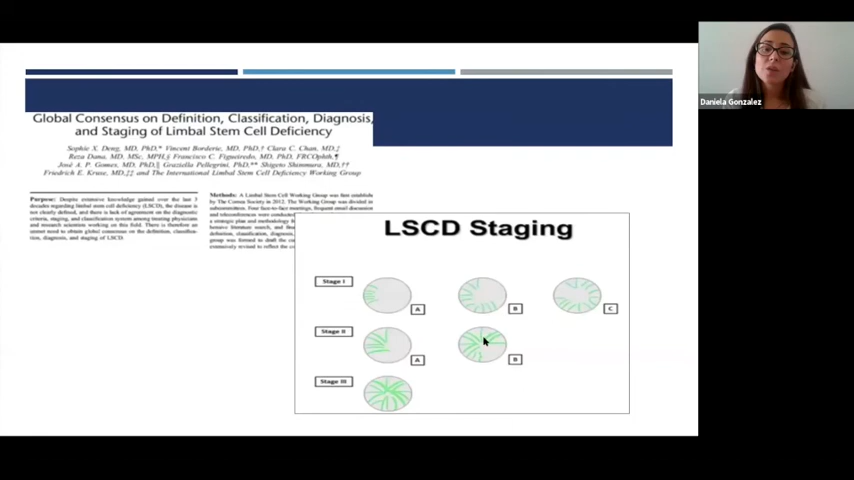 Global Consensus on Definition, Classification, Diagnosis,
and Staging of Limbal Stem Cell Deficiency
Sophie X. Deng, MD, PhD,* Vincent Borderie, MD, PhD,† Clara C. Chan, MD,‡
Reza Dana, MD, MSc, MPH,§ Francisco C. Figueiredo, MD, PhD, FRCOphth,¶
José A. P. Gomes, MD, PhD,‖ Graziella Pellegrini, PhD,** Shigeto Shimmura, MD,††
Friedrich E. Kruse, MD,‡‡ and The International Limbal Stem Cell Deficiency Working Group
Purpose: Despite extensive knowledge gained over the last 3
decades regarding limbal stem cell deficiency (LSCD), the disease is
not clearly defined, and there is lack of agreement on the diagnostic
criteria, staging, and classification system among treating physicians
and research scientists working on this field. There is therefore an
unmet need to obtain global consensus on the definition, classifica-
tion, diagnosis, and staging of LSCD.
Methods: A Limbal Stem Cell Working Group was first establish
by The Cornea Society in 2012. The Working Group was divided in
subcommittees. Four face-to-face meetings, frequent email discussion
and teleconferences were conducted
a strategic plan and methodology
tensive literature search, and
definition, classification, diagnosis,
group was formed to draft the co
extensively revised to reflect the co
LSCD Staging
Stage I
A
B
C
Stage II
A
B
Stage III
Daniela Gonzalez